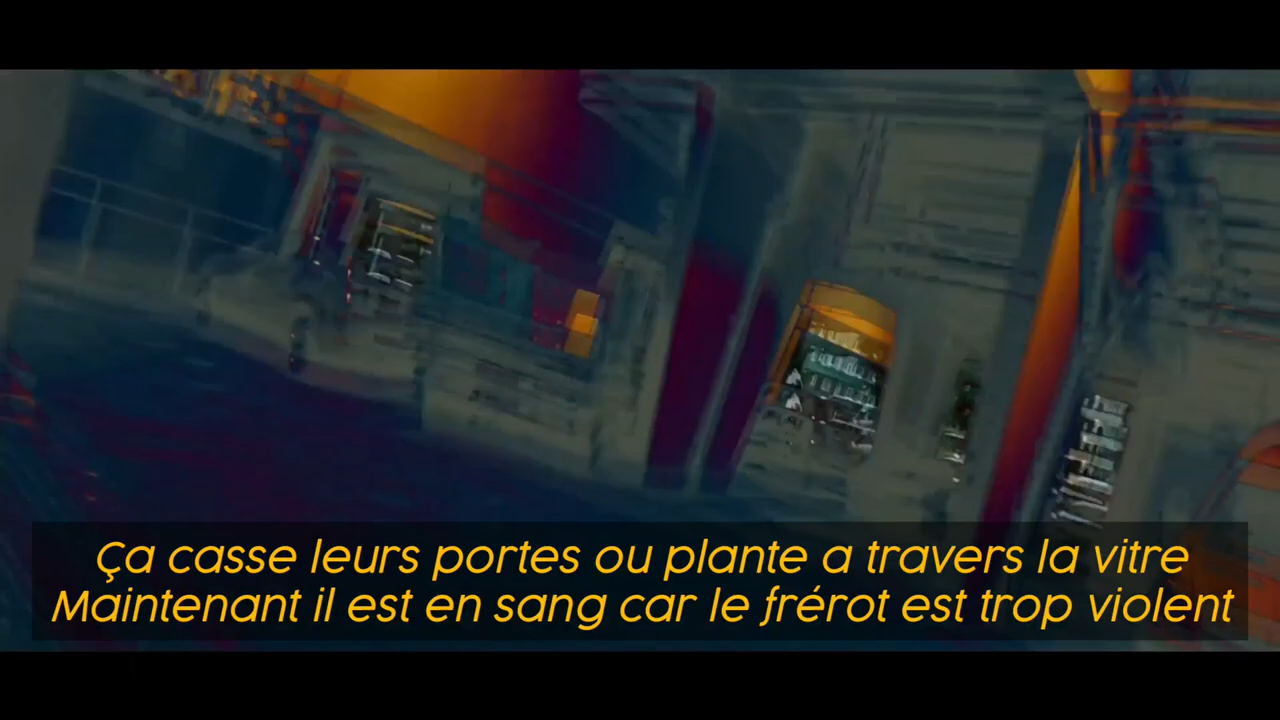 Ça casse leurs portes ou plante a travers la vitre
Maintenant il est en sang car le frérot est trop violent